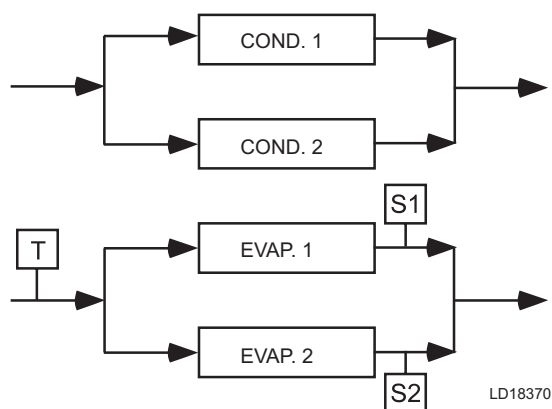 COND. 1
COND. 2
S1
T
EVAP. 1
EVAP. 2
S2
LD18370